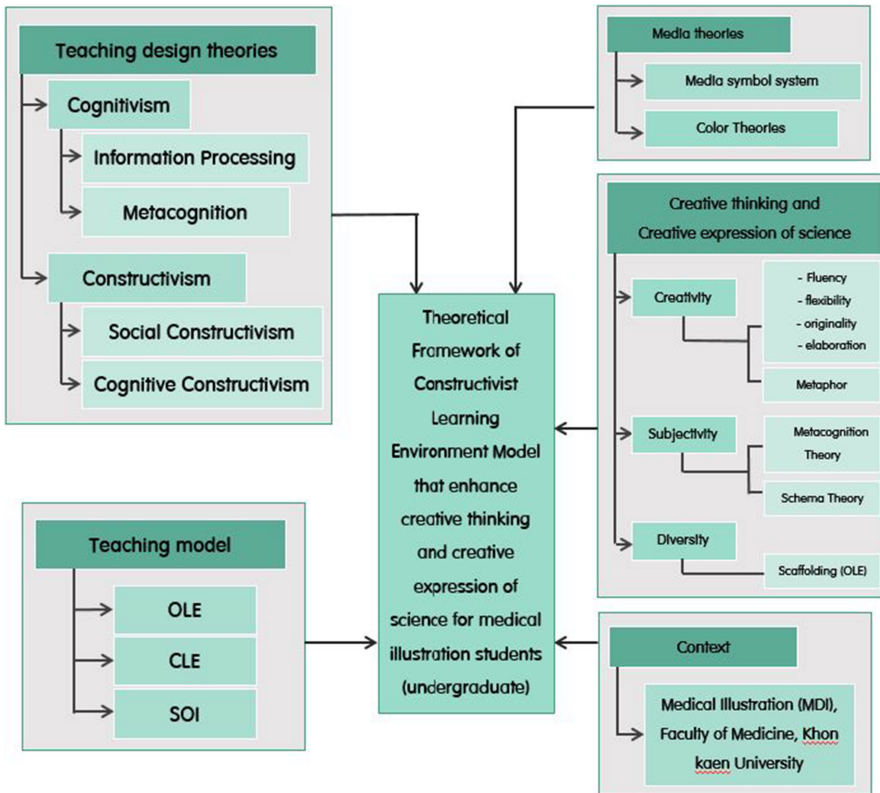 Teaching design theories
Cognitivism
Information Processing
Metacognition
Constructivism
Social Constructivism
Cognitive Constructivism
Teaching model
OLE
CLE
SOI
Theoretical
Framework of
Constructivist
Learning
Environment Model
that enhance
creative thinking
and creative
expression of
science for medical
illustration students
(undergraduate)
Media theories
Media symbol system
Color Theories
Creative thinking and
Creative expression of science
Creativity
- Fluency
- flexibility
- originality
- elaboration
Metaphor
Subjectivity
Metacognition
Theory
Schema Theory
Diversity
Scaffolding (OLE)
Context
Medical Illustration (MDI),
Faculty of Medicine, Khon
kaen University